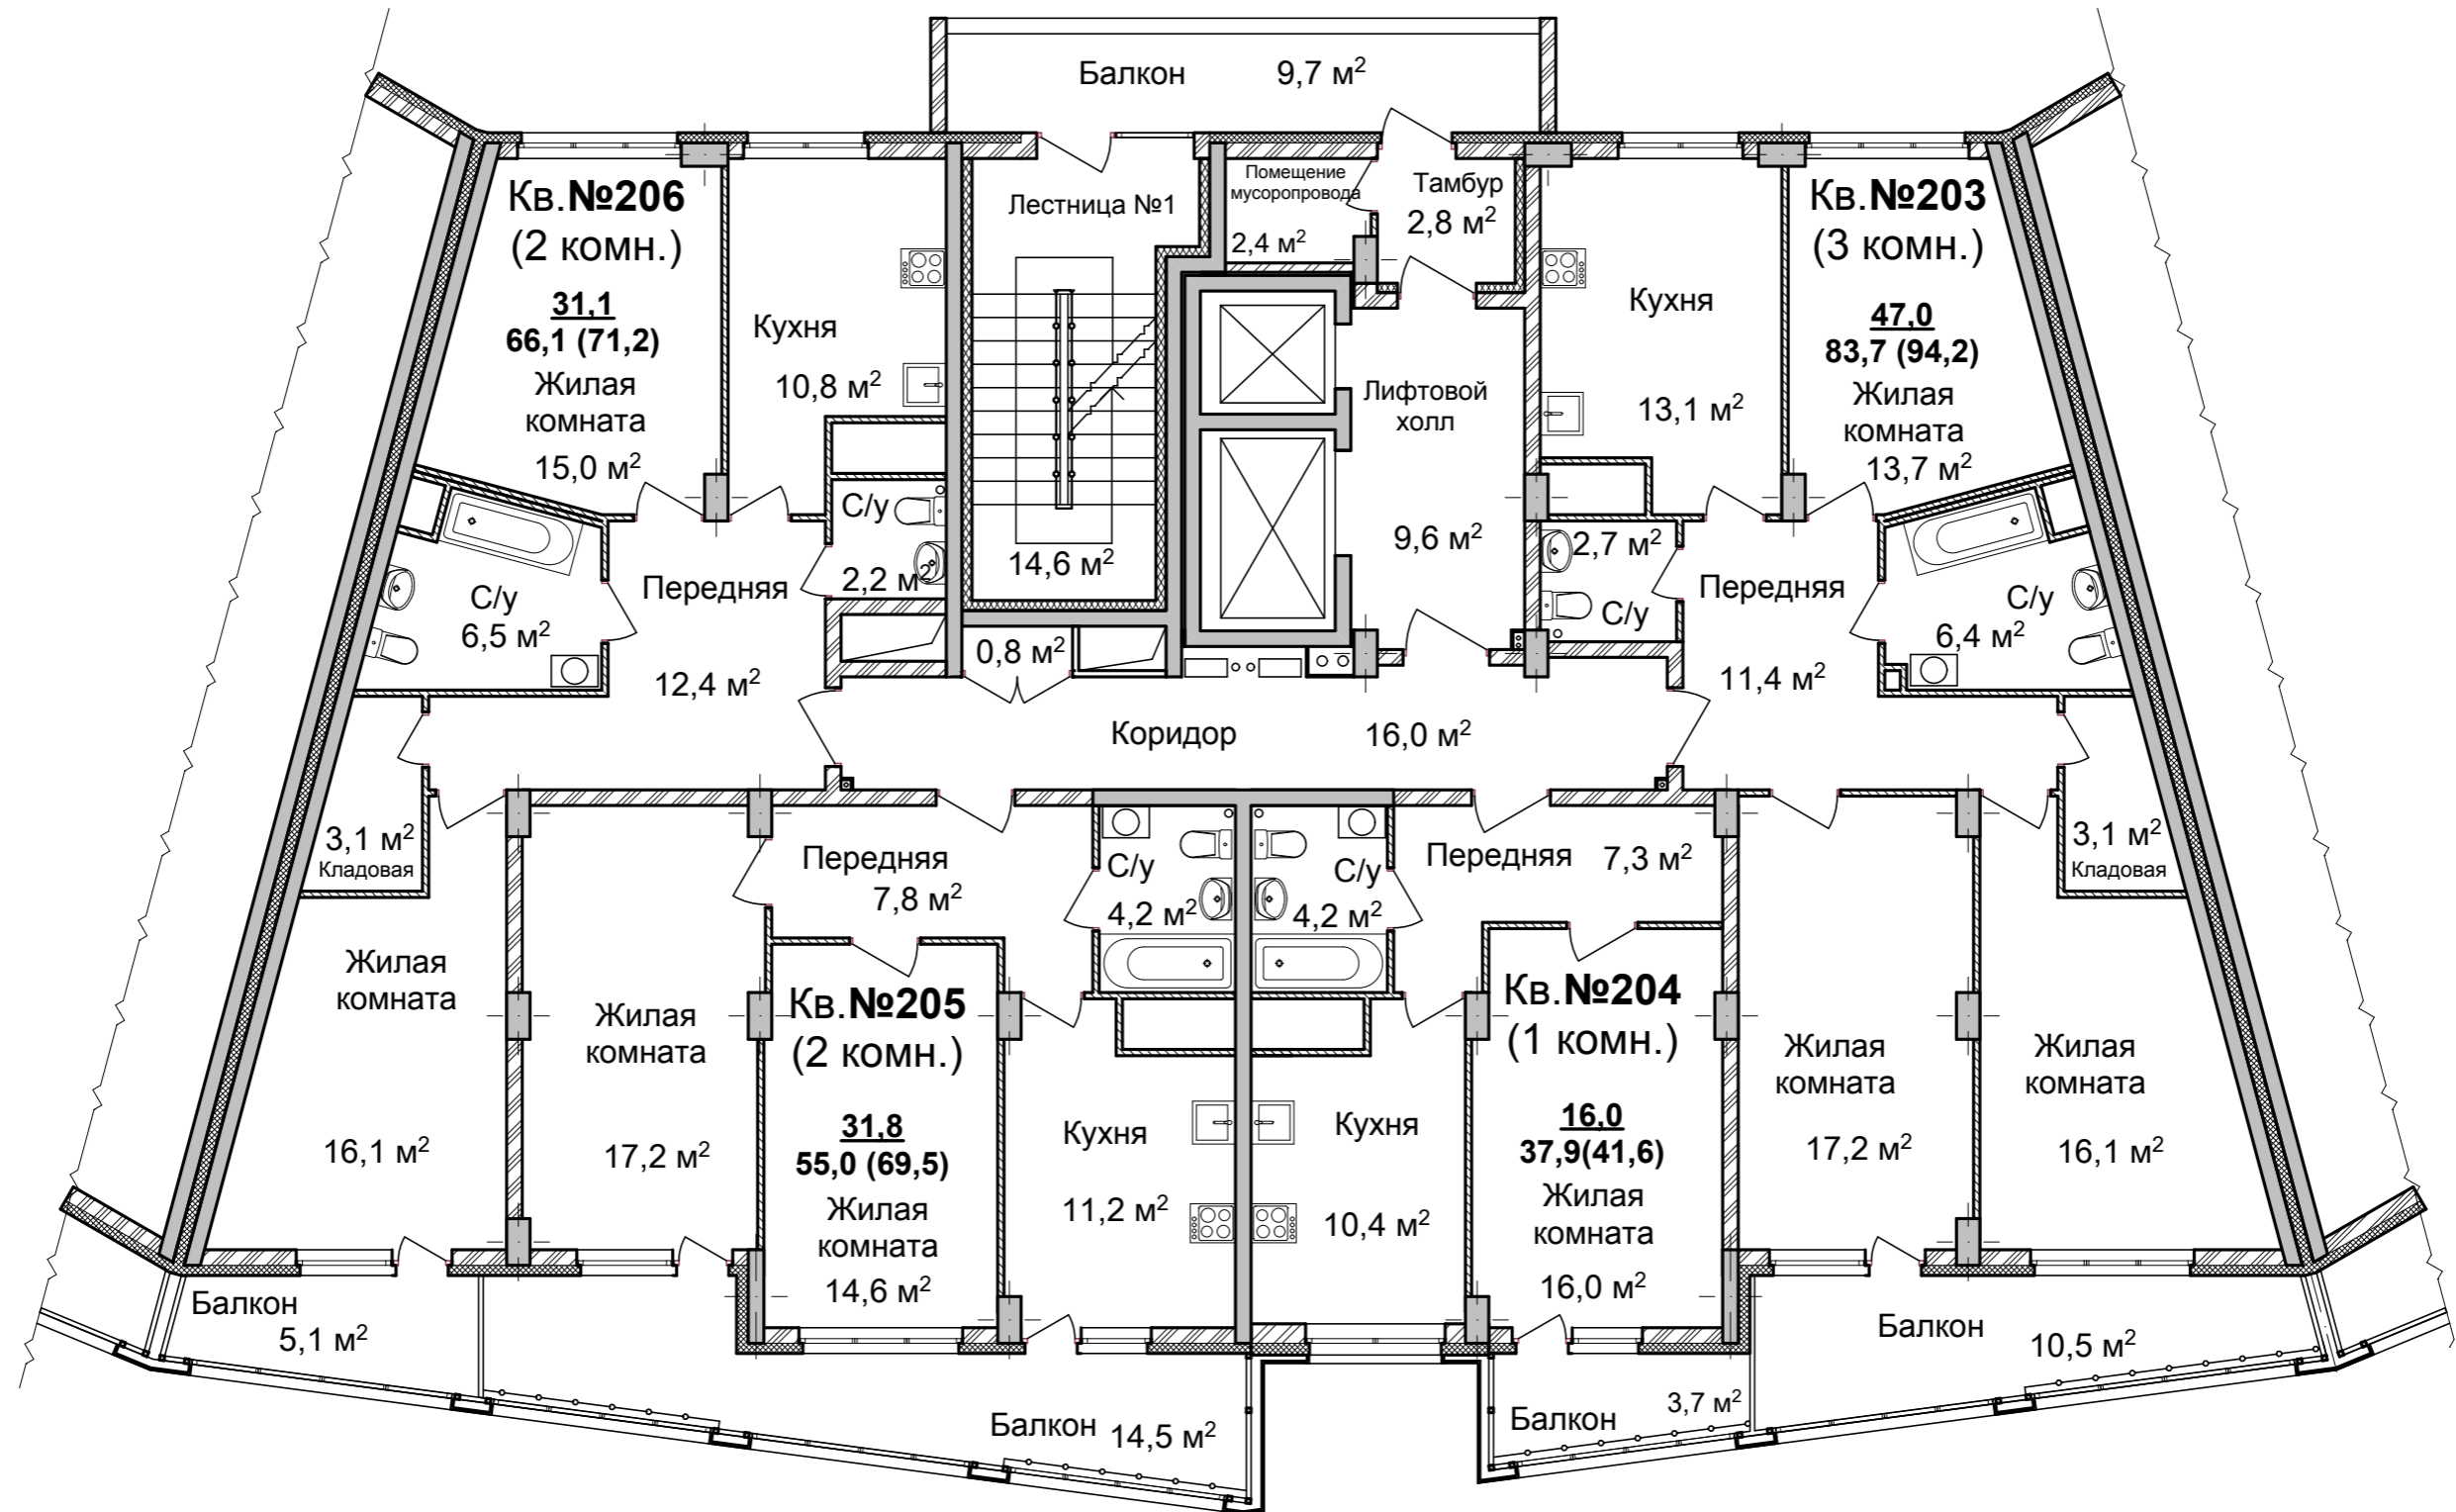 Балкон 9,7 м²
Кв.№206
(2 комн.)
31,1
66,1 (71,2)
Жилая
комната
15,0 м²
Кухня
10,8 м²
Лестница №1
14,6 м²
Помещение
мусоропровода
2,4 м²
Тамбур
2,8 м²
Лифтовой
холл
9,6 м²
Кухня
13,1 м²
Кв.№203
(3 комн.)
47,0
83,7 (94,2)
Жилая
комната
13,7 м²
С/у
6,5 м²
Передняя
12,4 м²
С/у
2,2 м²
0,8 м²
2,7 м²
С/у
Передняя
11,4 м²
С/у
6,4 м²
Коридор 16,0 м²
3,1 м²
Кладовая
Жилая
комната
16,1 м²
Жилая
комната
17,2 м²
Передняя
7,8 м²
С/у
4,2 м²
С/у
4,2 м²
Передняя 7,3 м²
3,1 м²
Кладовая
Кв.№205
(2 комн.)
31,8
55,0 (69,5)
Жилая
комната
14,6 м²
Кухня
11,2 м²
Кухня
10,4 м²
Кв.№204
(1 комн.)
16,0
37,9(41,6)
Жилая
комната
16,0 м²
Жилая
комната
17,2 м²
Жилая
комната
16,1 м²
Балкон
5,1 м²
Балкон 14,5 м²
Балкон 3,7 м²
Балкон
10,5 м²